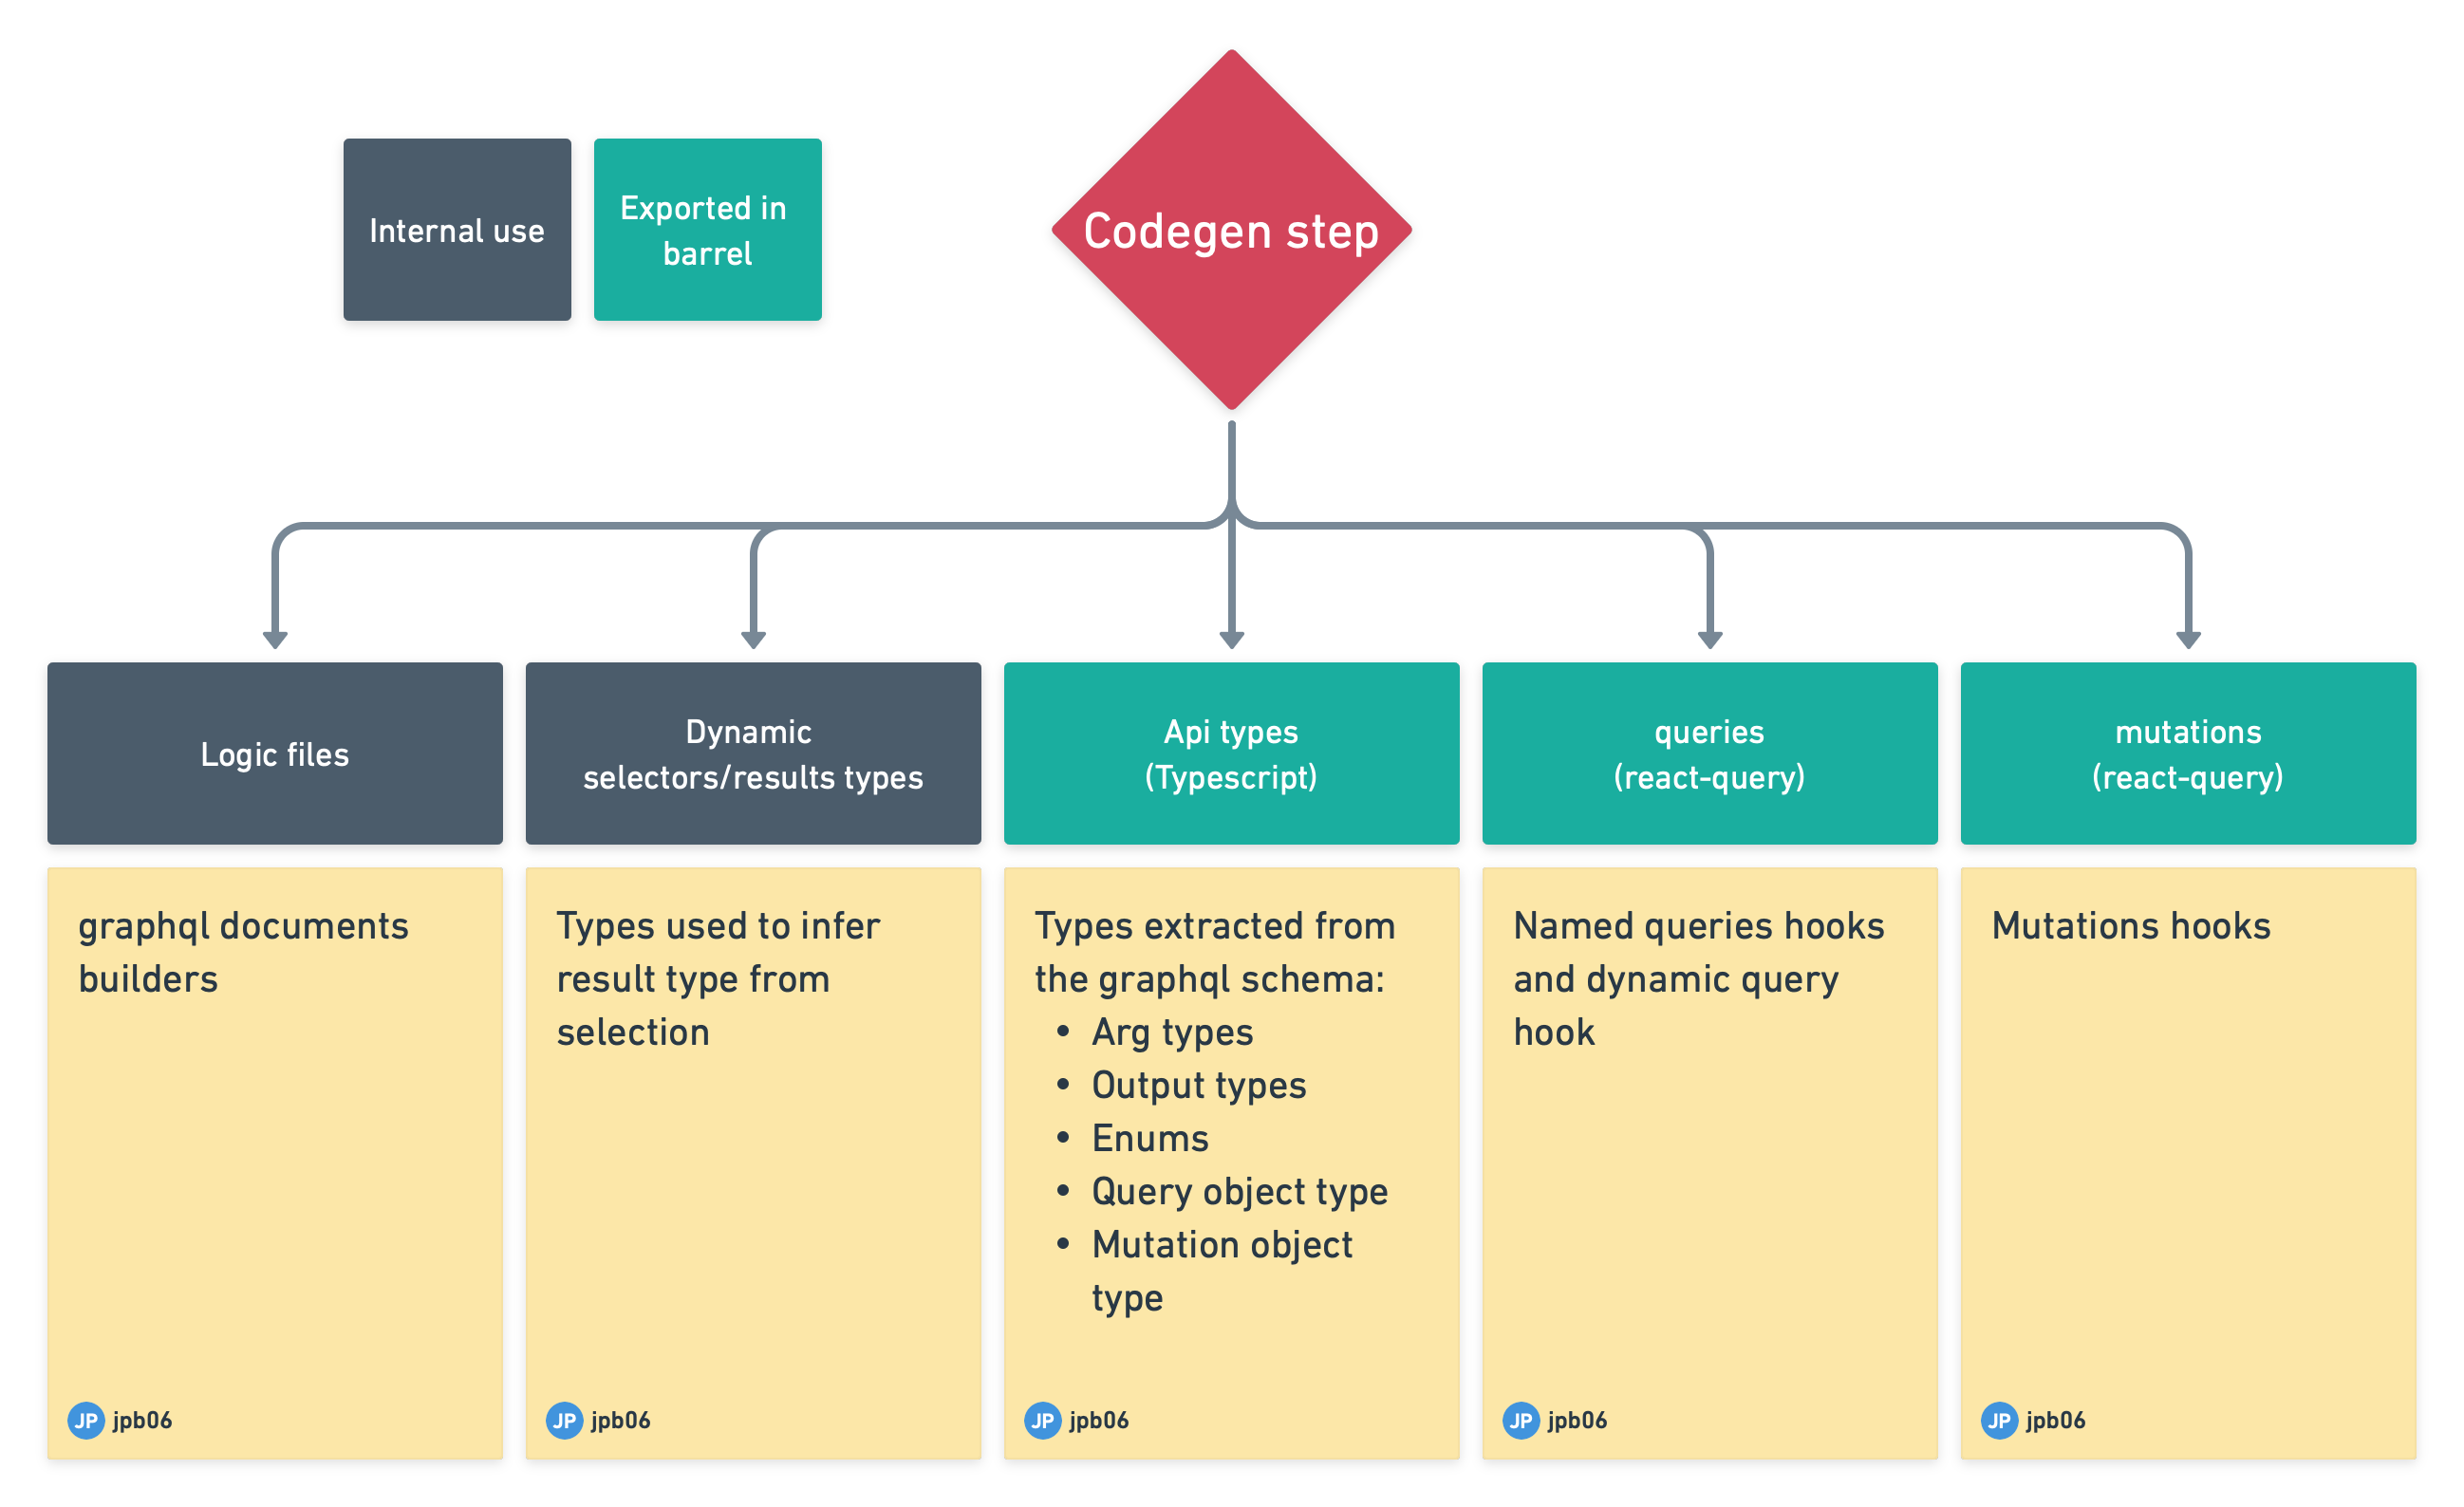 Codegen step
Internal use
Exported in
barrel
Logic files
Dynamic
selectors/results types
Api types
(Typescript)
queries
(react-query)
mutations
(react-query)
graphql documents
builders
JP jpb06
Types used to infer
result type from
selection
JP jpb06
Types extracted from
the graphql schema:
• Arg types
• Output types
• Enums
• Query object type
• Mutation object
type
JP jpb06
Named queries hooks
and dynamic query
hook
JP jpb06
Mutations hooks
JP jpb06